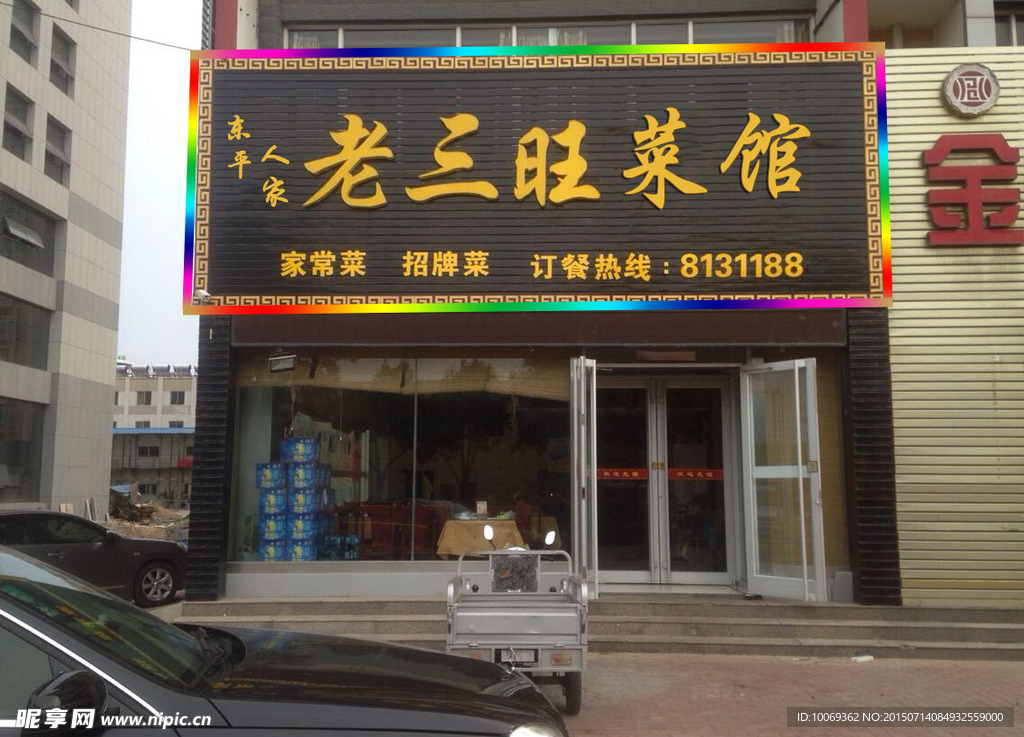 东平人家
老三旺菜馆
家常菜 招牌菜 订餐热线：8131188
金
欢迎光临 欢迎光临
昵享网 www.nipic.cn
ID:10069362 NO:20150714084932559000